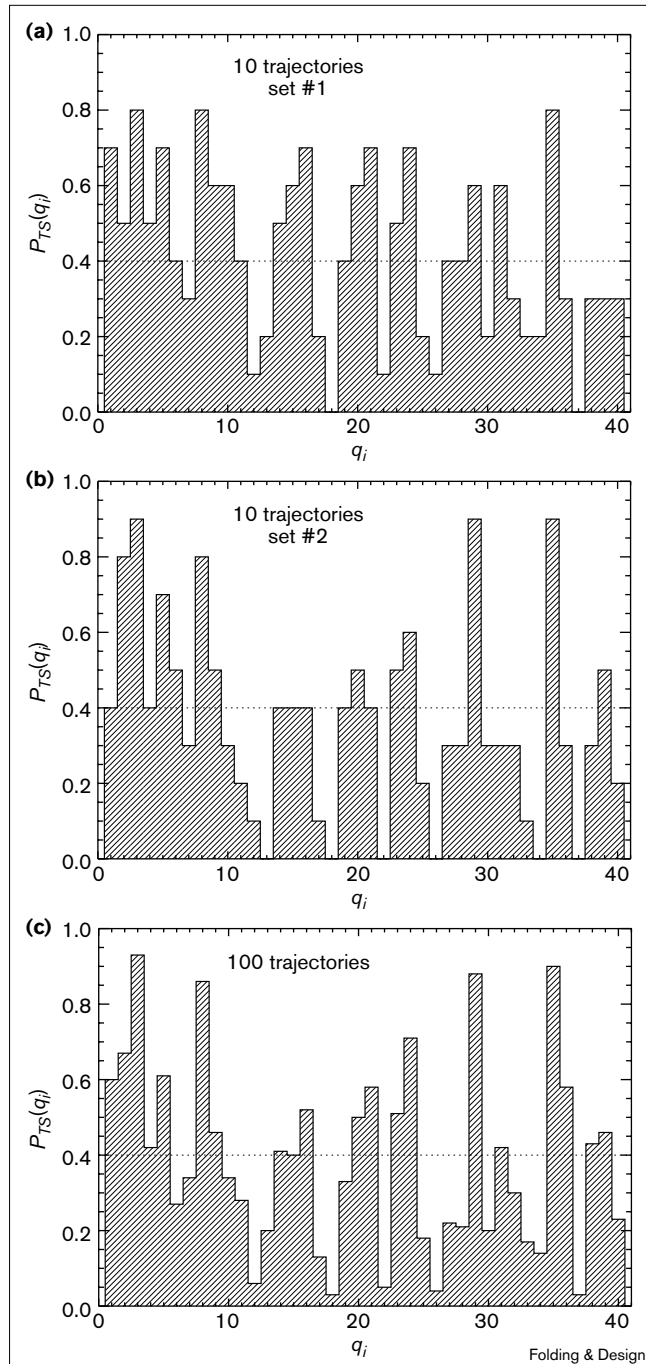 (a)
1.0
0.8
0.6
0.4
0.2
0.0
P_TS(q_i)
10 trajectories
set #1
0 10 20 30 40
q_i
(b)
1.0
0.8
0.6
0.4
0.2
0.0
P_TS(q_i)
10 trajectories
set #2
0 10 20 30 40
q_i
(c)
1.0
0.8
0.6
0.4
0.2
0.0
P_TS(q_i)
100 trajectories
0 10 20 30 40
q_i
Folding & Design